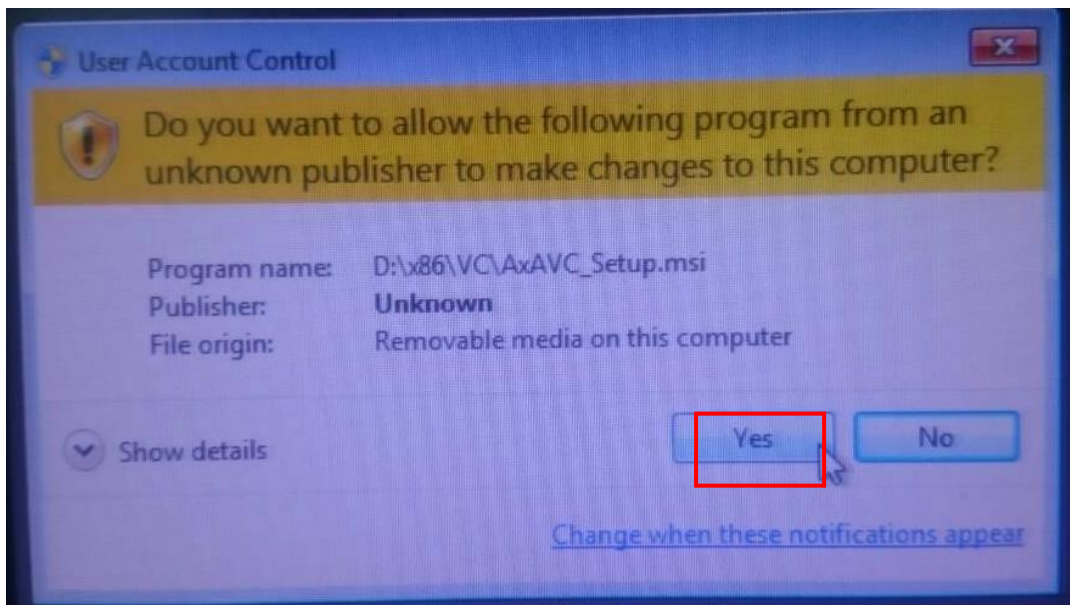 User Account Control
Do you want to allow the following program from an
unknown publisher to make changes to this computer?
Program name: D:\x86\VC\AxAVC_Setup.msi
Publisher: Unknown
File origin: Removable media on this computer
Show details
Yes
No
Change when these notifications appear